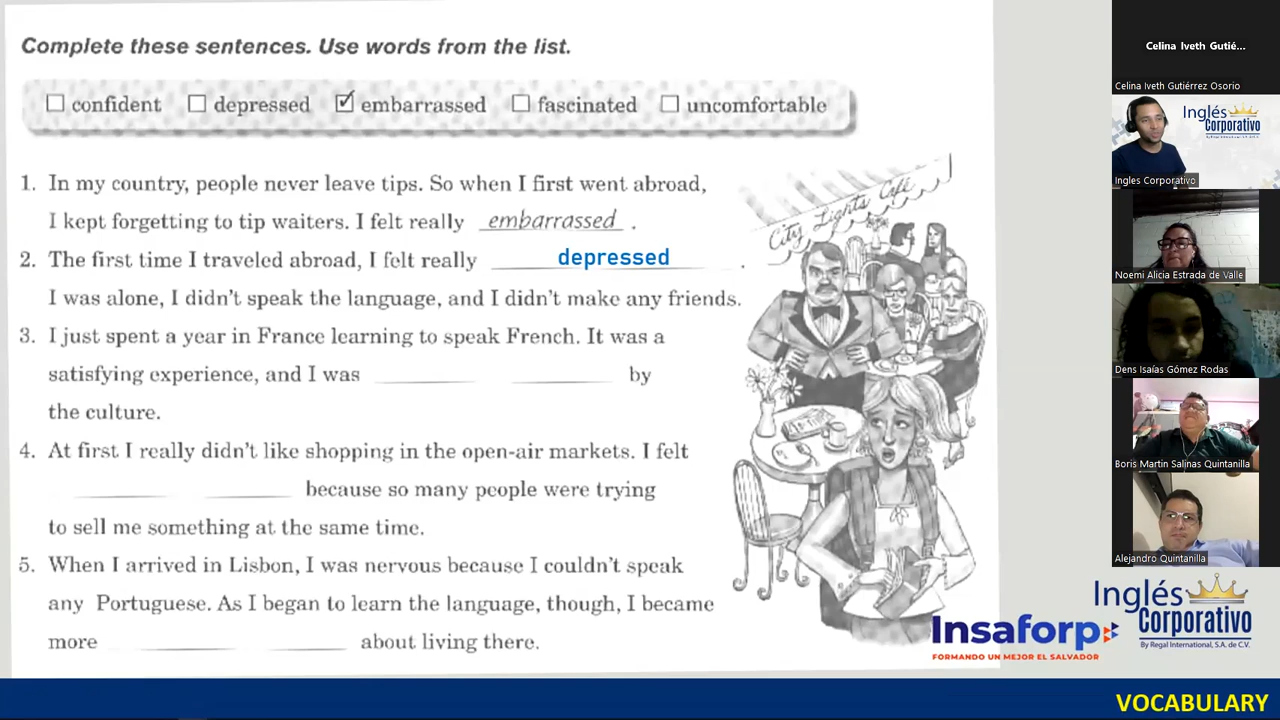 Complete these sentences. Use words from the list.
confident depressed embarrassed fascinated uncomfortable
1. In my country, people never leave tips. So when I first went abroad,
I kept forgetting to tip waiters. I felt really embarrassed .
2. The first time I traveled abroad, I felt really depressed .
I was alone, I didn't speak the language, and I didn't make any friends.
3. I just spent a year in France learning to speak French. It was a
satisfying experience, and I was by
the culture.
4. At first I really didn't like shopping in the open-air markets. I felt
because so many people were trying
to sell me something at the same time.
5. When I arrived in Lisbon, I was nervous because I couldn't speak
any Portuguese. As I began to learn the language, though, I became
more about living there.
City Lights Café
Celina Iveth Gutié...
Celina Iveth Gutiérrez Osorio
Inglés
Corporativo
By Regal International, S.A. de C.V.
Ingles Corporativo
Noemi Alicia Estrada de Valle
Dens Isaías Gómez Rodas
Boris Martin Salinas Quintanilla
Alejandro Quintanilla
Insaforp
FORMANDO UN MEJOR EL SALVADOR
Inglés
Corporativo
By Regal International, S.A. de C.V.
VOCABULARY